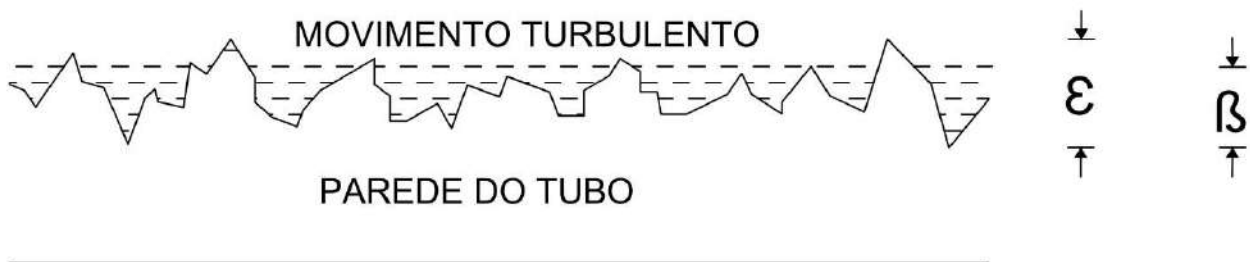 MOVIMENTO TURBULENTO
ε
ß
PAREDE DO TUBO